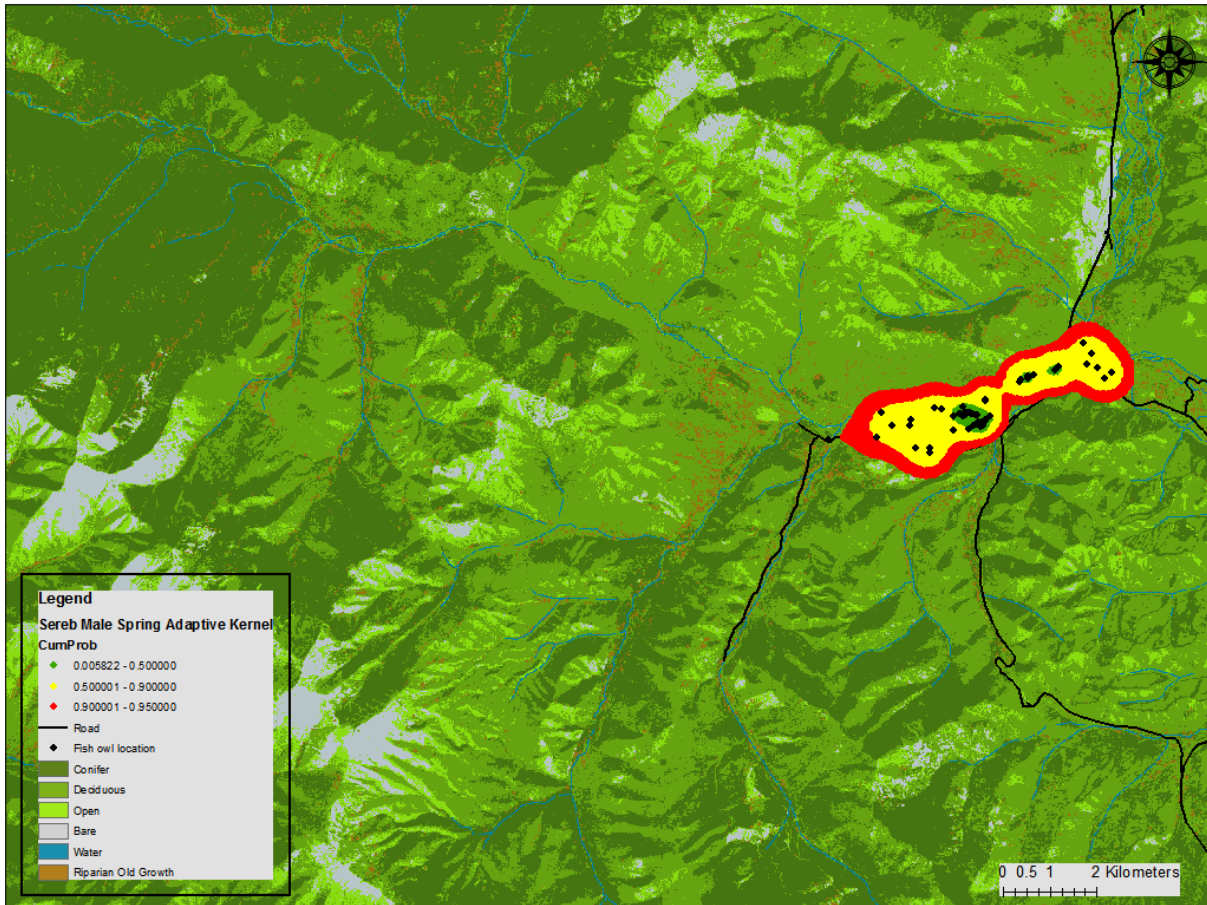 Legend
Sereb Male Spring Adaptive Kernel
CumProb
0.005822 - 0.500000
0.500001 - 0.900000
0.900001 - 0.950000
Road
Fish owl location
Conifer
Deciduous
Open
Bare
Water
Riparian Old Growth
0 0.5 1 2 Kilometers